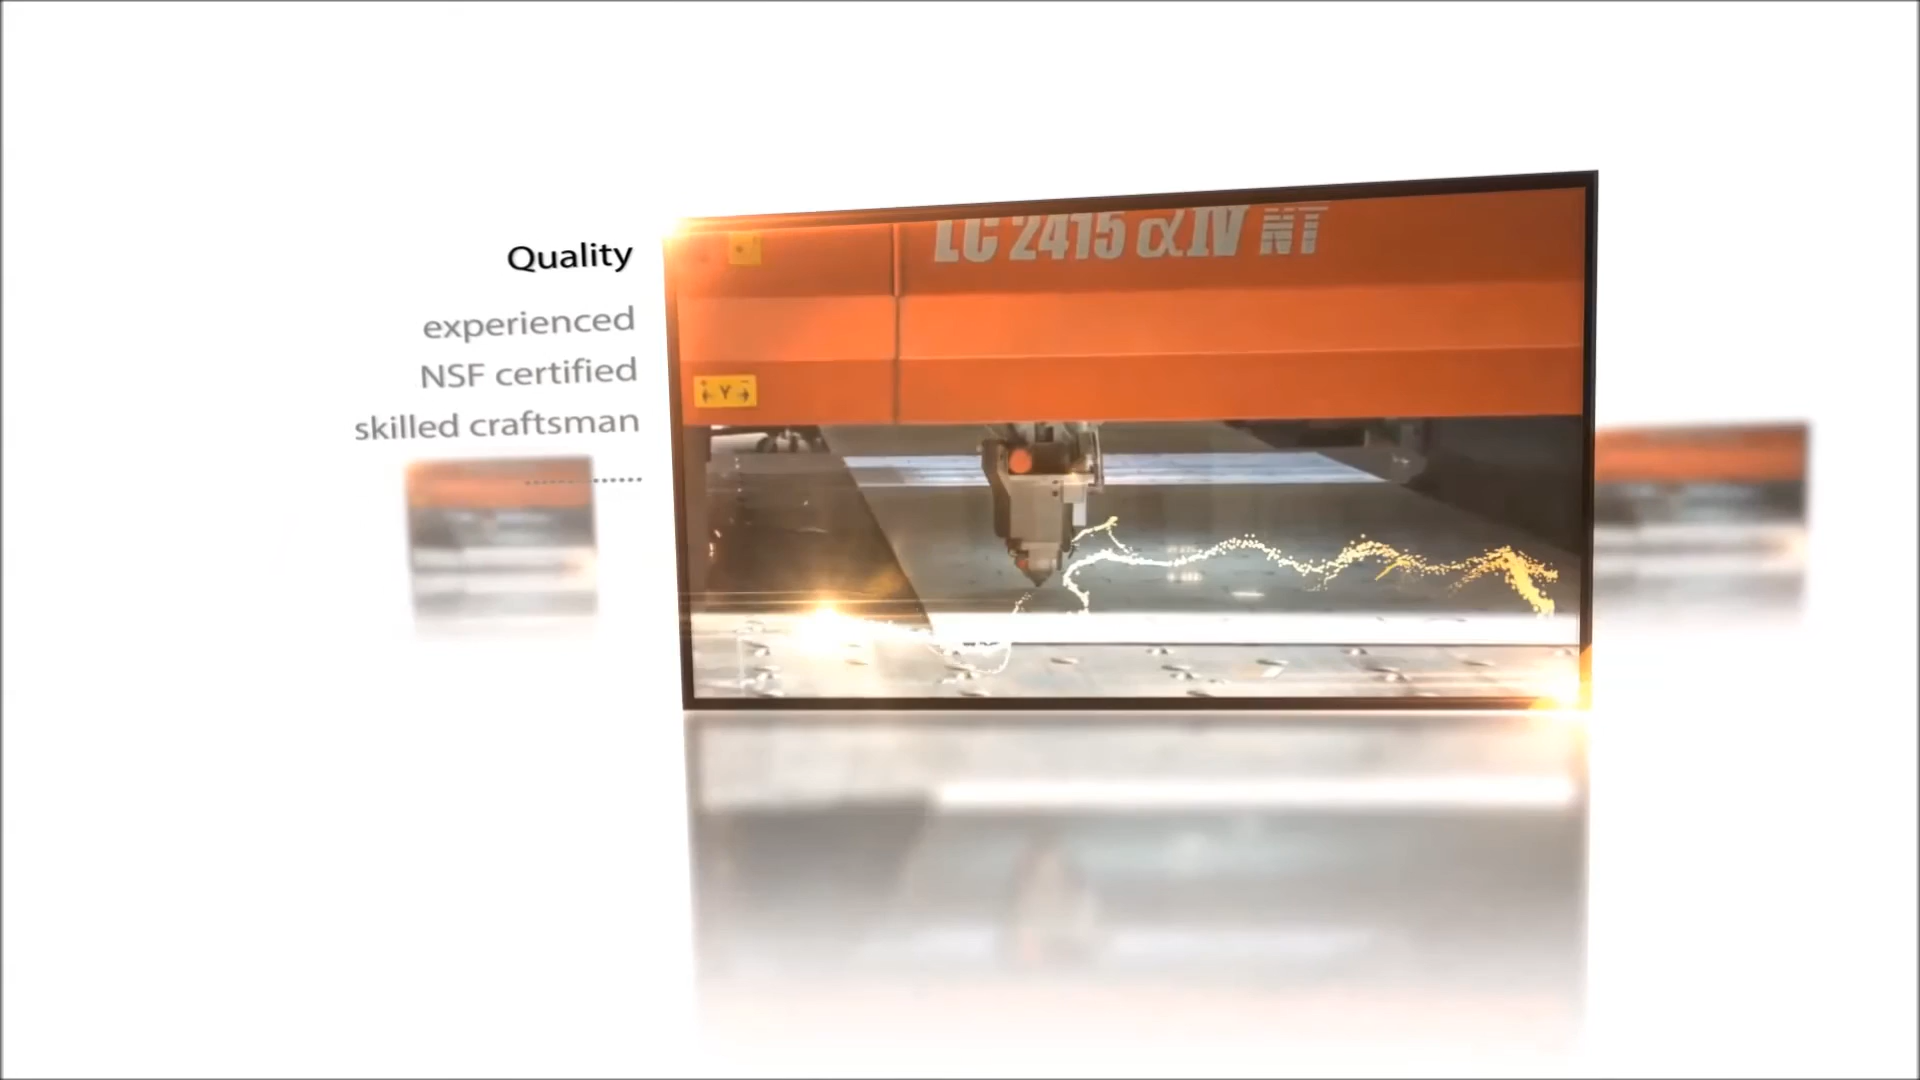 Quality
experienced
NSF certified
skilled craftsman
LC 2415 αIV NT
Y